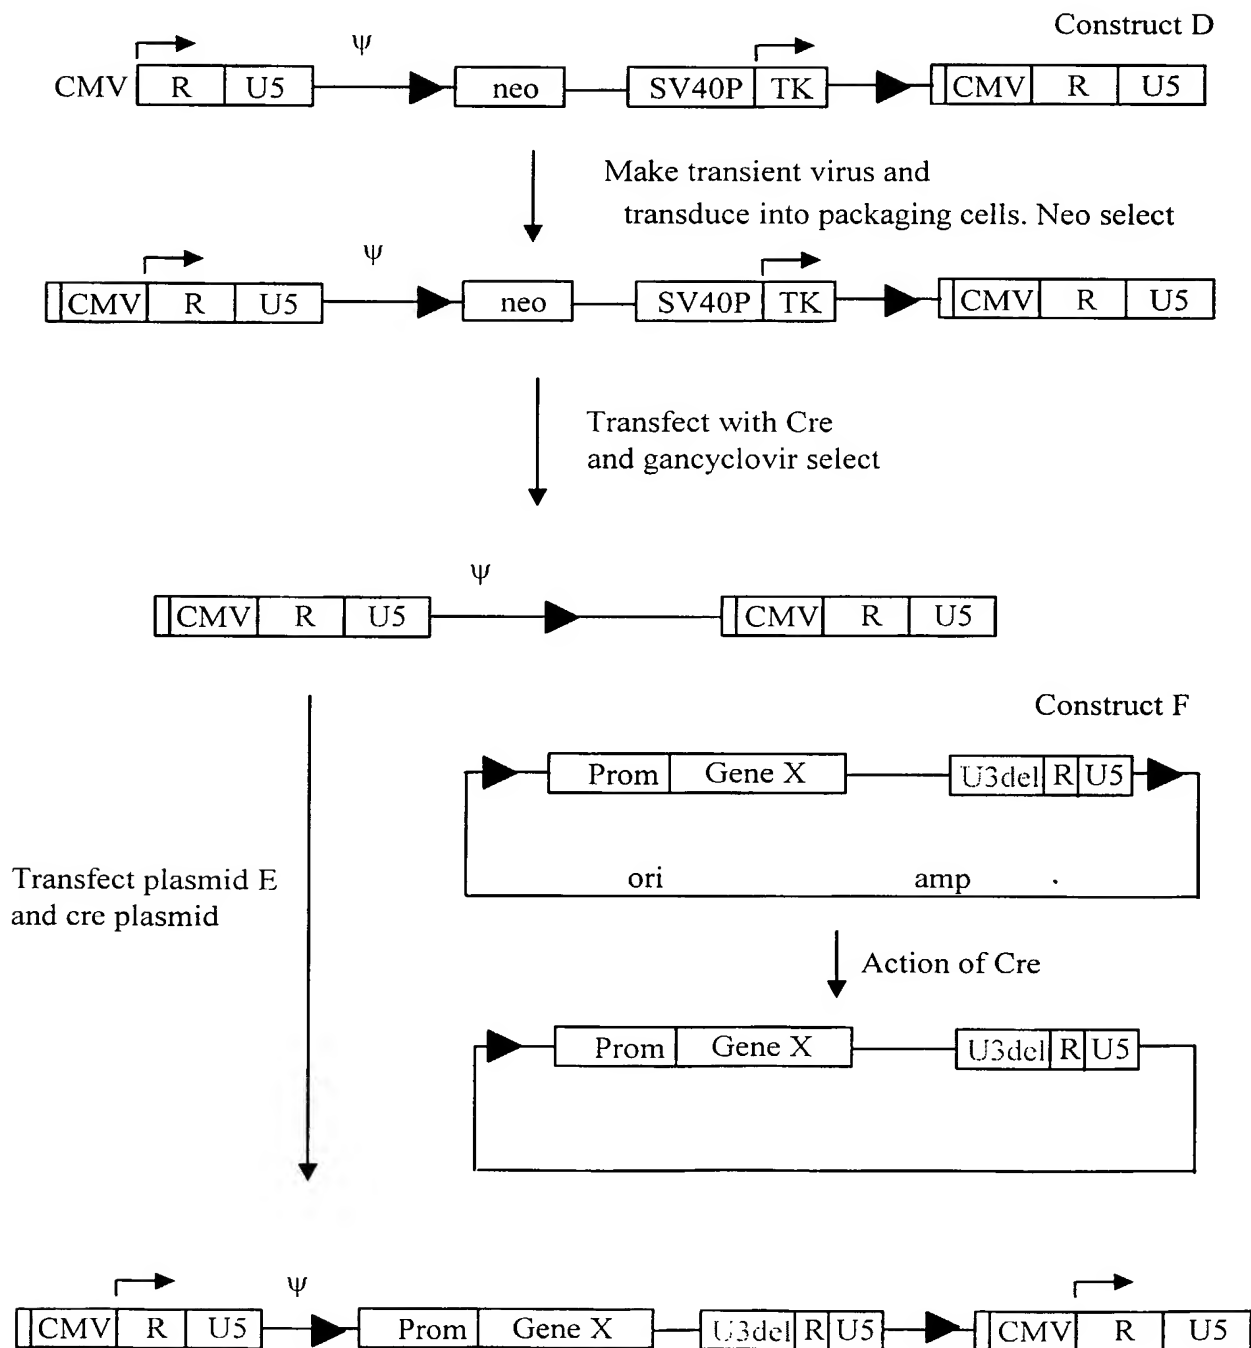 Construct D
ψ
CMV R U5 neo SV40P TK CMV R U5
Make transient virus and
transduce into packaging cells. Neo select
ψ
CMV R U5 neo SV40P TK CMV R U5
Transfect with Cre
and gancyclovir select
ψ
CMV R U5 CMV R U5
Construct F
Prom Gene X U3del R U5
ori amp
Transfect plasmid E
and cre plasmid
Action of Cre
Prom Gene X U3del R U5
ψ
CMV R U5 Prom Gene X U3del R U5 CMV R U5